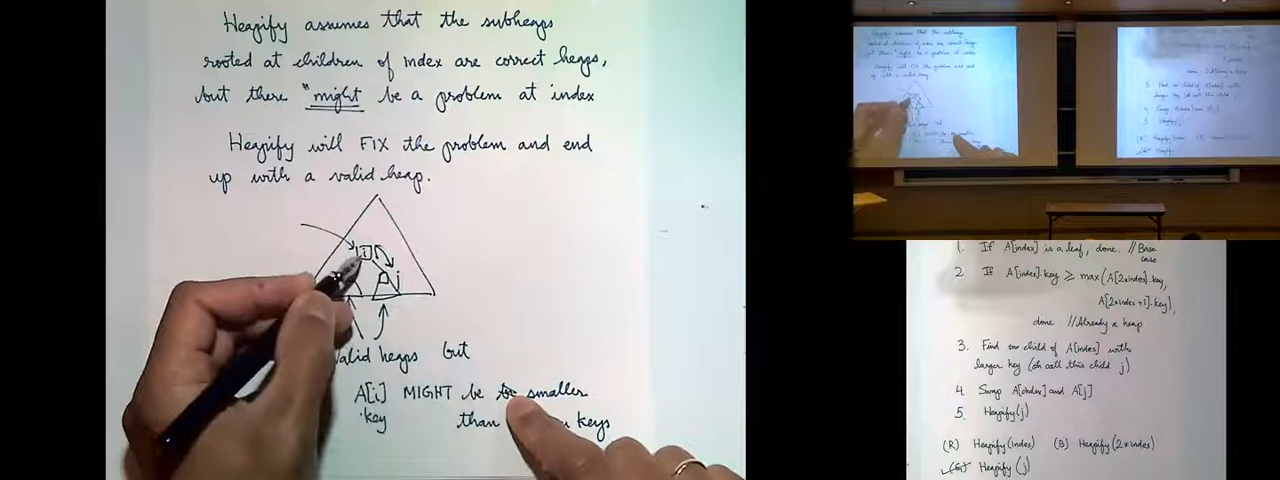 Heapify assumes that the subheaps
rooted at children of index are correct heaps,
but there "might be a problem at index
Heapify will FIX the problem and end
up with a valid heap.
i
j
valid heaps but
A[i] MIGHT be smaller
.key than keys
1. If A[index] is a leaf, done. // Base
case
2. If A[index].key ≥ max(A[2*index].key,
A[2*index+1].key),
done // Already a heap
3. Find child of A[index] with
larger key (call this child j)
4. Swap A[index] and A[j]
5. Heapify(j)
(R) Heapify(index) (B) Heapify(2*index)
(G) Heapify(j)